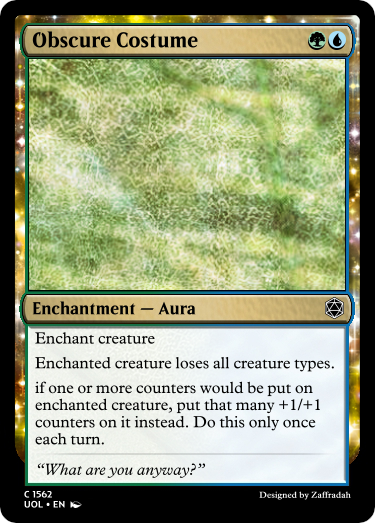 Obscure Costume
Enchantment — Aura
Enchant creature
Enchanted creature loses all creature types.
if one or more counters would be put on
enchanted creature, put that many +1/+1
counters on it instead. Do this only once
each turn.
“What are you anyway?”
C 1562
UOL • EN
Designed by Zaffradah